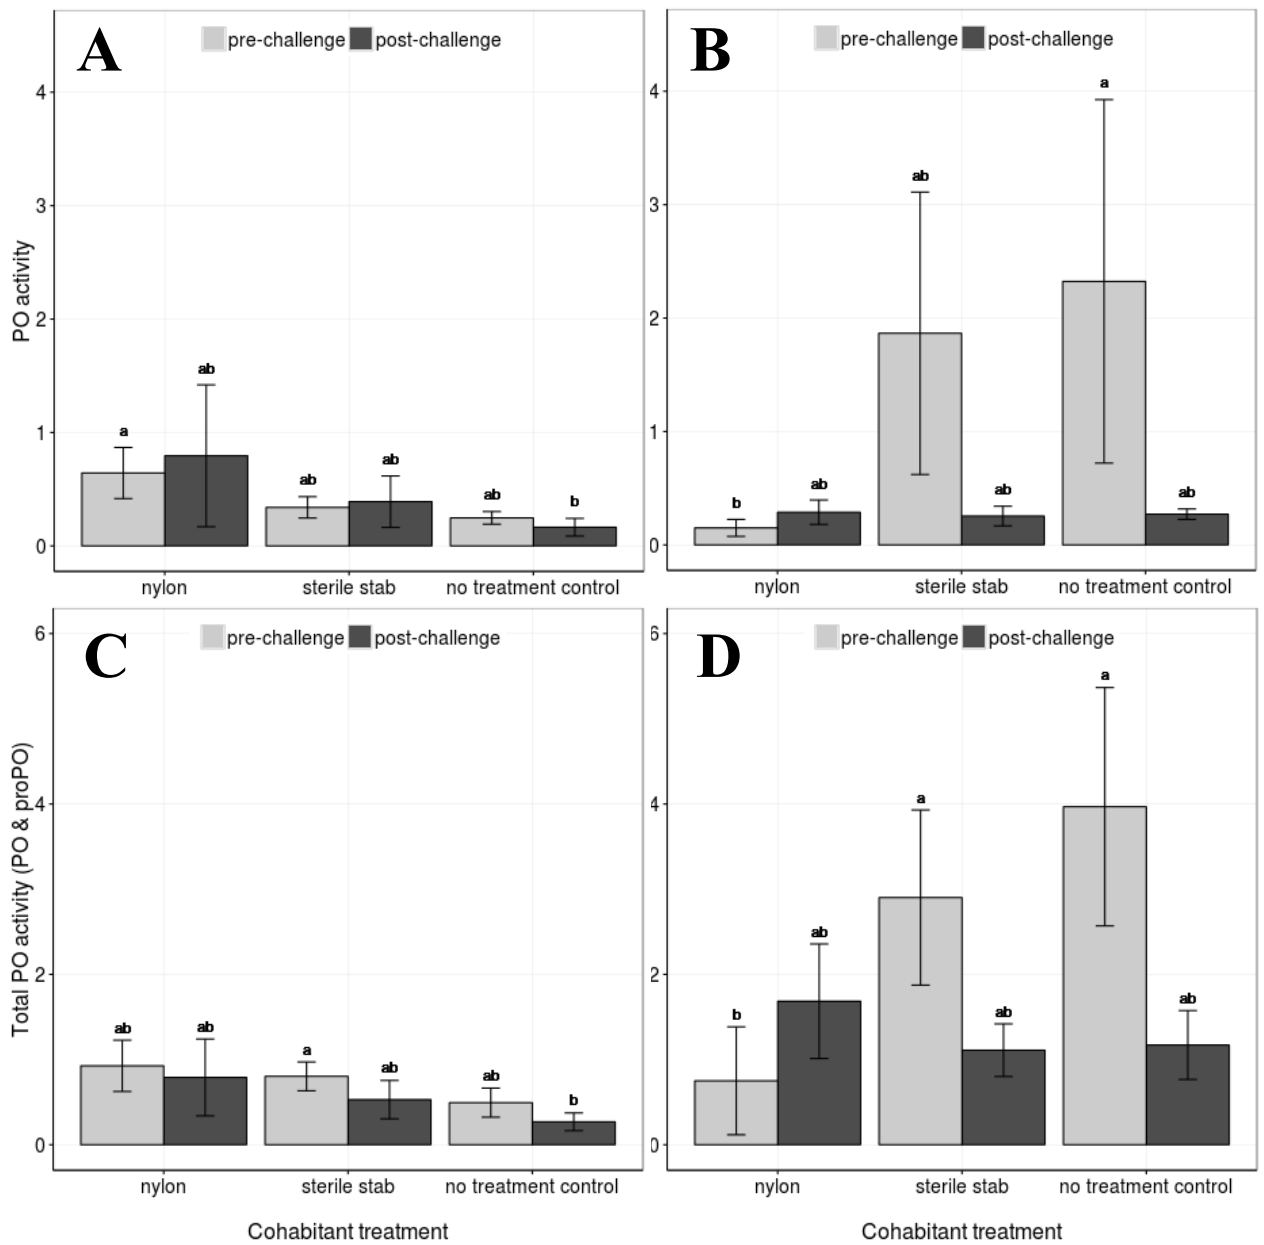 A
pre-challenge post-challenge
4
3
2
1
0
PO activity
a
ab
ab
ab
ab
b
nylon sterile stab no treatment control
B
pre-challenge post-challenge
4
3
2
1
0
b
ab
ab
ab
a
ab
nylon sterile stab no treatment control
C
pre-challenge post-challenge
6
4
2
0
Total PO activity (PO & proPO)
ab
ab
a
ab
ab
b
nylon sterile stab no treatment control
Cohabitant treatment
D
pre-challenge post-challenge
6
4
2
0
b
ab
a
ab
a
ab
nylon sterile stab no treatment control
Cohabitant treatment